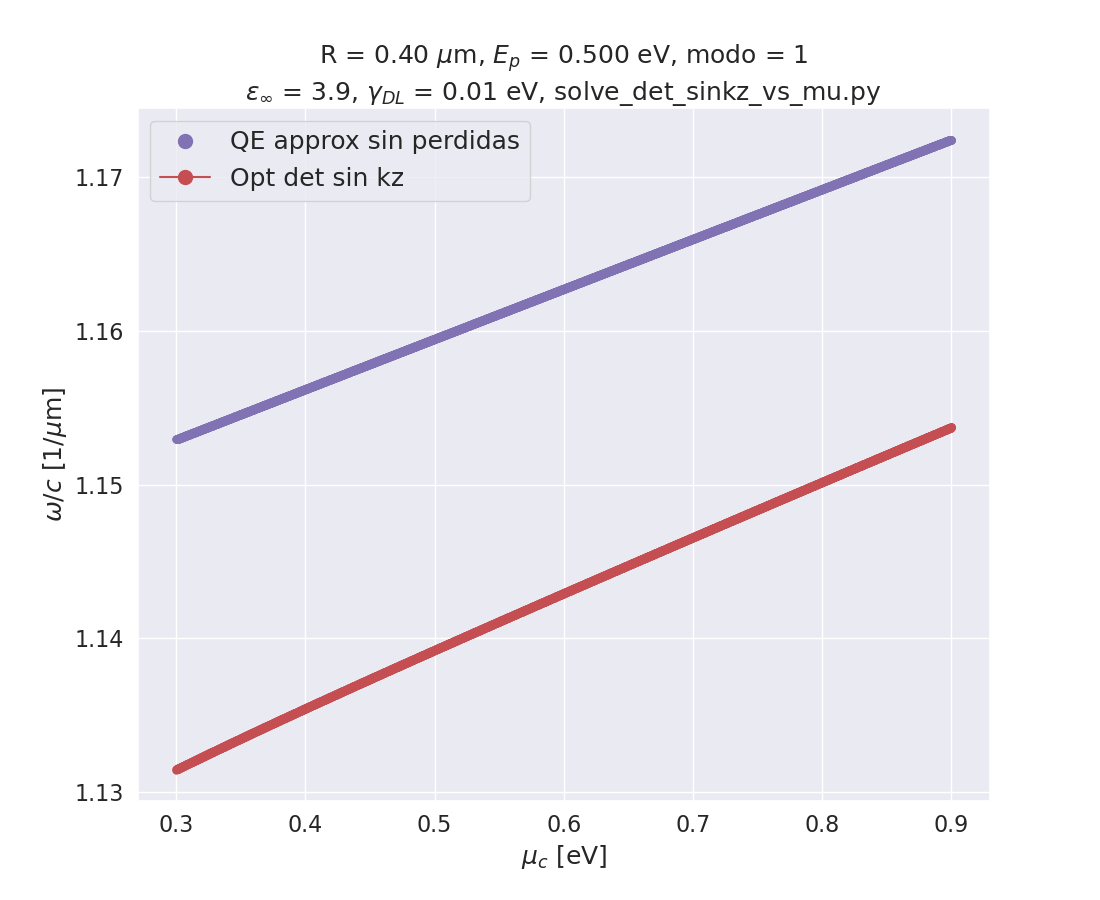 R = 0.40 μm, E_p = 0.500 eV, modo = 1
ε_∞ = 3.9, γ_DL = 0.01 eV, solve_det_sinkz_vs_mu.py
QE approx sin perdidas
Opt det sin kz
1.17
1.16
1.15
1.14
1.13
ω/c [1/μm]
0.3 0.4 0.5 0.6 0.7 0.8 0.9
μ_c [eV]